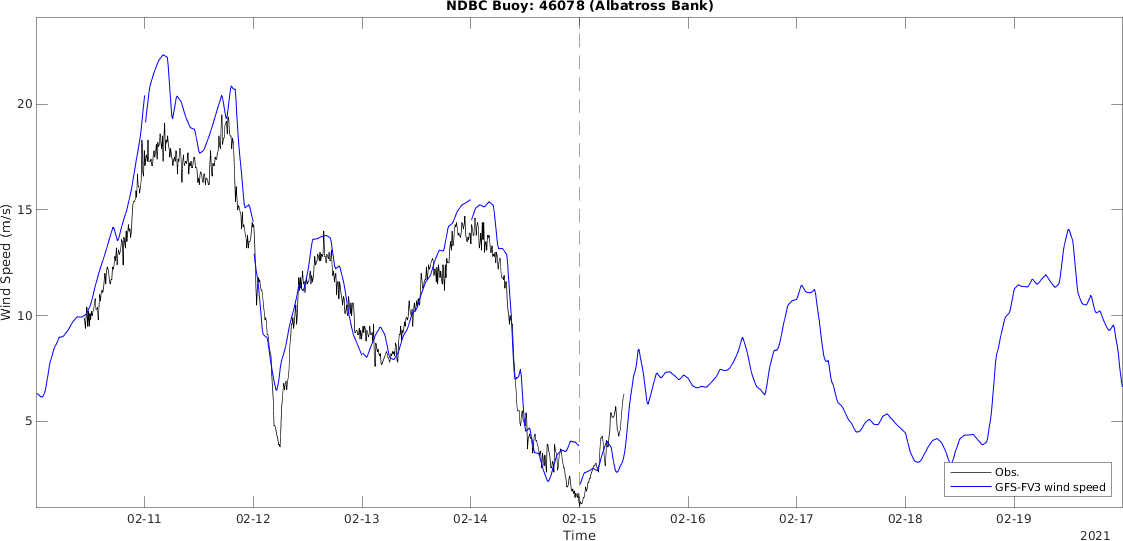 NDBC Buoy: 46078 (Albatross Bank)
Wind Speed (m/s)
20
15
10
5
Obs.
GFS-FV3 wind speed
02-11 02-12 02-13 02-14 02-15 02-16 02-17 02-18 02-19
Time
2021